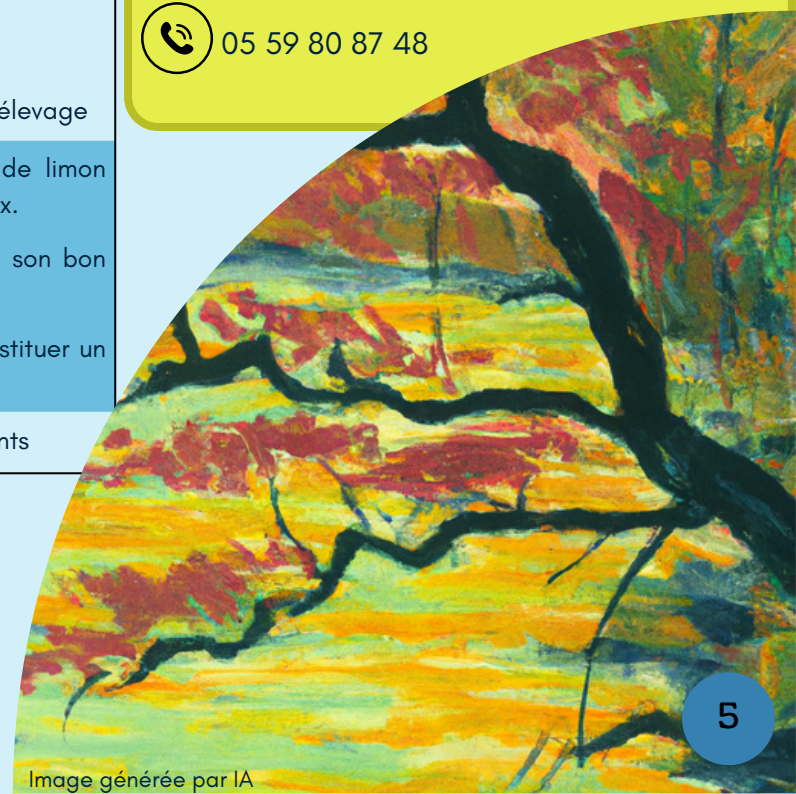 05 59 80 87 48
élevage
de limon
x.
son bon
stituer un
nts
5
Image générée par IA